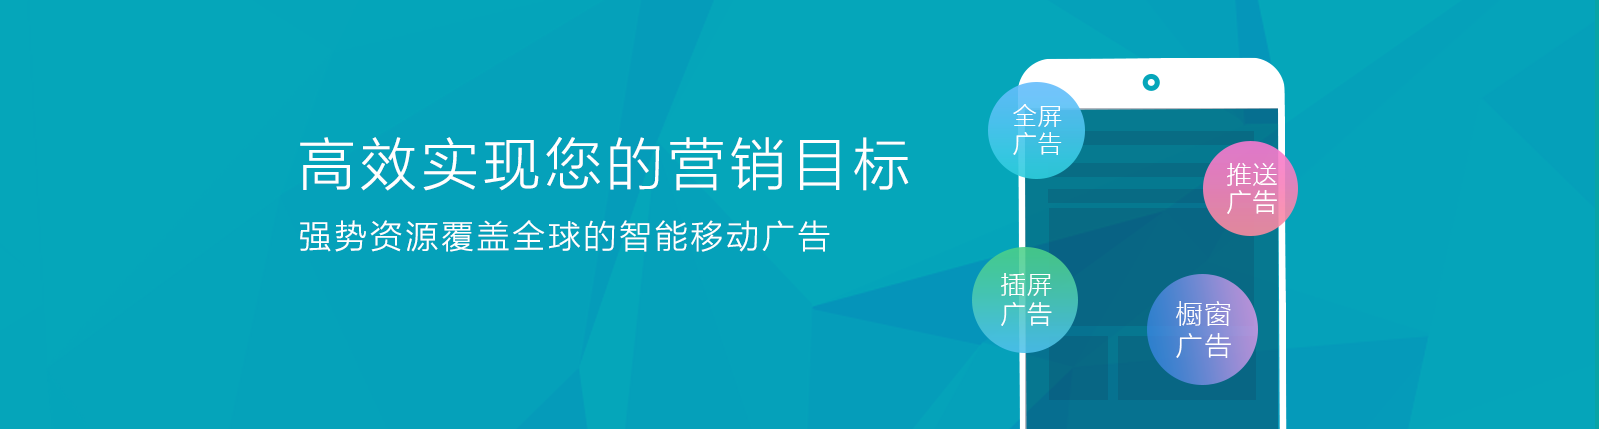 高效实现您的营销目标
强势资源覆盖全球的智能移动广告
全屏
广告
推送
广告
插屏
广告
橱窗
广告